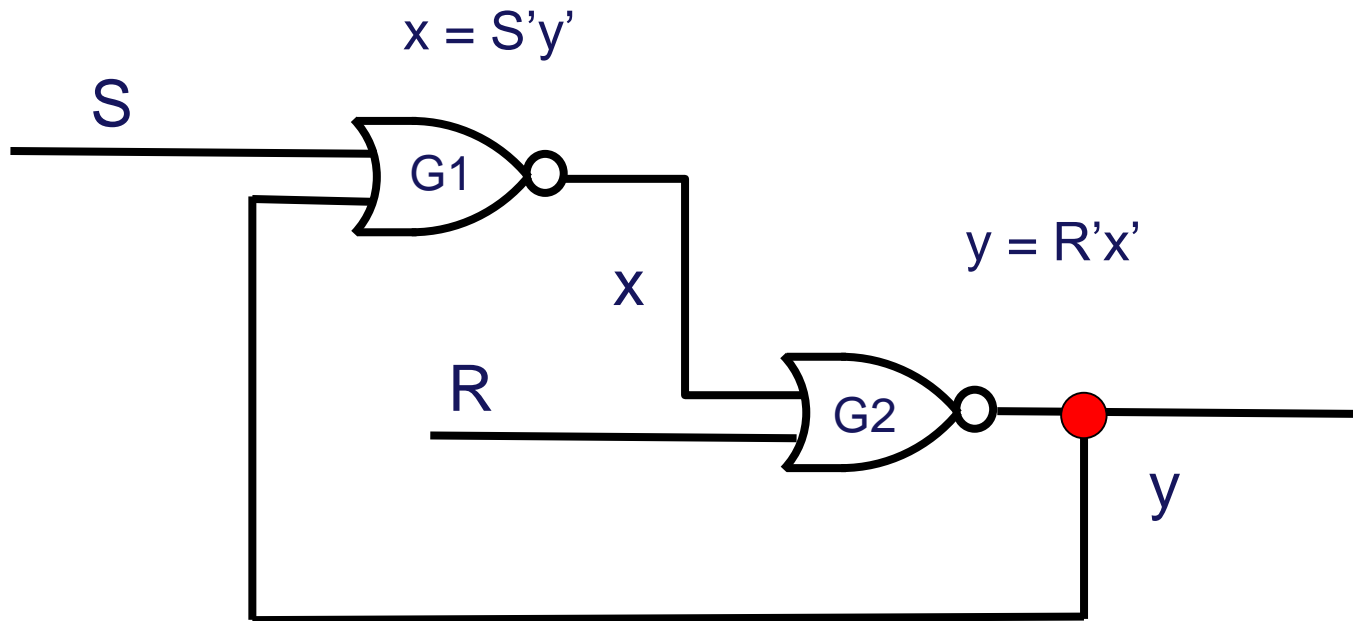 x = S’y’
S
G1
y = R’x’
x
R
G2
y